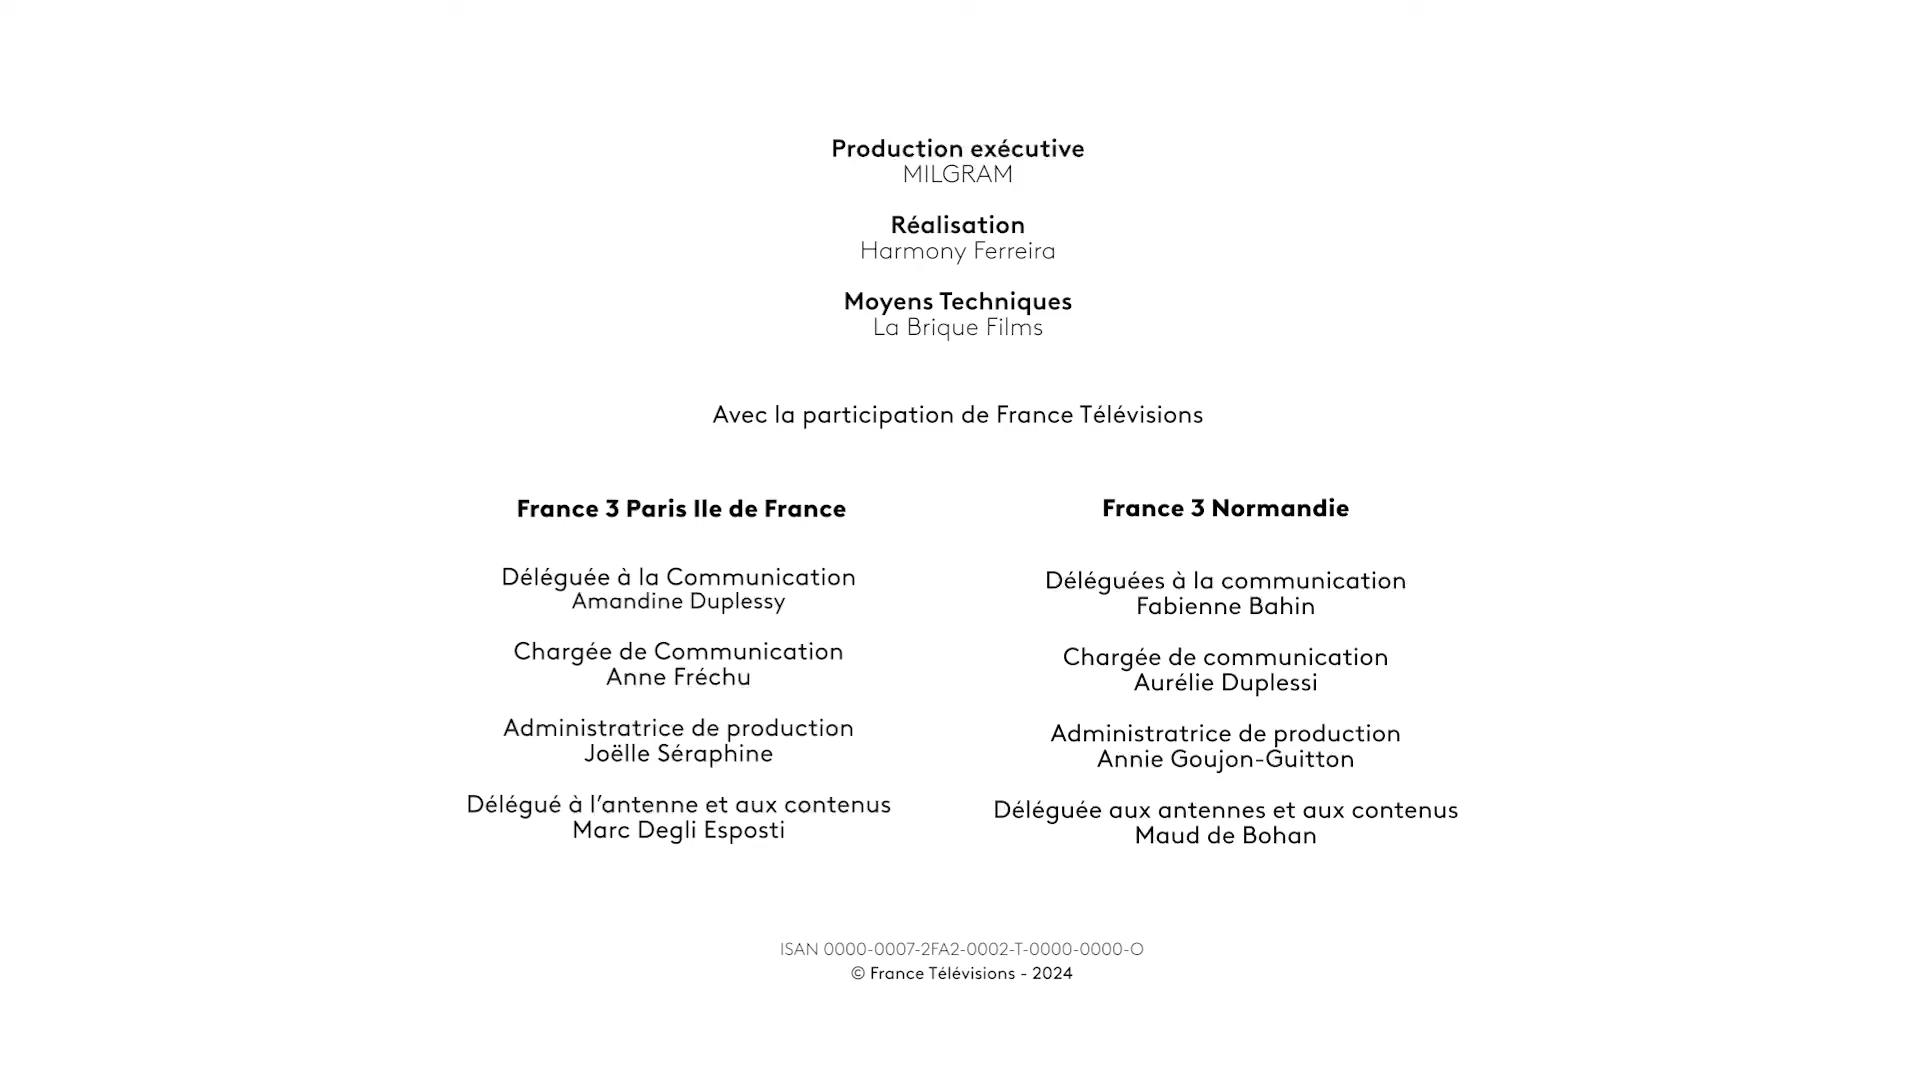 Production exécutive
MILGRAM
Réalisation
Harmony Ferreira
Moyens Techniques
La Brique Films
Avec la participation de France Télévisions
France 3 Paris Ile de France
Déléguée à la Communication
Amandine Duplessy
Chargée de Communication
Anne Fréchu
Administratrice de production
Joëlle Séraphine
Délégué à l’antenne et aux contenus
Marc Degli Esposti
France 3 Normandie
Déléguées à la communication
Fabienne Bahin
Chargée de communication
Aurélie Duplessi
Administratrice de production
Annie Goujon-Guitton
Déléguée aux antennes et aux contenus
Maud de Bohan
ISAN 0000-0007-2FA2-0002-T-0000-0000-O
© France Télévisions - 2024